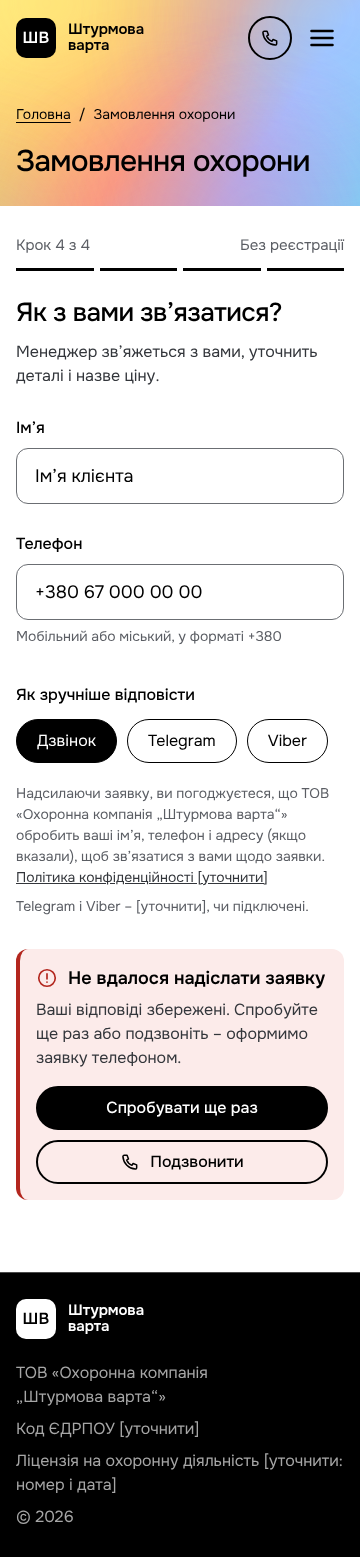 ШВ
Штурмова
варта
Головна / Замовлення охорони
Замовлення охорони
Крок 4 з 4
Без реєстрації
Як з вами зв’язатися?
Менеджер зв’яжеться з вами, уточнить
деталі і назве ціну.
Ім’я
Ім’я клієнта
Телефон
+380 67 000 00 00
Мобільний або міський, у форматі +380
Як зручніше відповісти
Дзвінок
Telegram
Viber
Надсилаючи заявку, ви погоджуєтеся, що ТОВ
«Охоронна компанія „Штурмова варта“»
обробить ваші ім’я, телефон і адресу (якщо
вказали), щоб зв’язатися з вами щодо заявки.
Політика конфіденційності [уточнити]
Telegram і Viber – [уточнити], чи підключені.
Не вдалося надіслати заявку
Ваші відповіді збережені. Спробуйте
ще раз або подзвоніть – оформимо
заявку телефоном.
Спробувати ще раз
Подзвонити
ШВ
Штурмова
варта
ТОВ «Охоронна компанія
„Штурмова варта“»
Код ЄДРПОУ [уточнити]
Ліцензія на охоронну діяльність [уточнити:
номер і дата]
© 2026